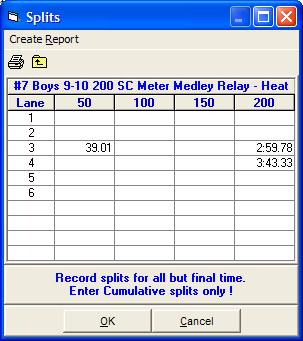 Splits
Create Report
#7 Boys 9-10 200 SC Meter Medley Relay - Heat
Lane 50 100 150 200
1
2
3 39.01 2:59.78
4 3:43.33
5
6
Record splits for all but final time.
Enter Cumulative splits only !
OK Cancel